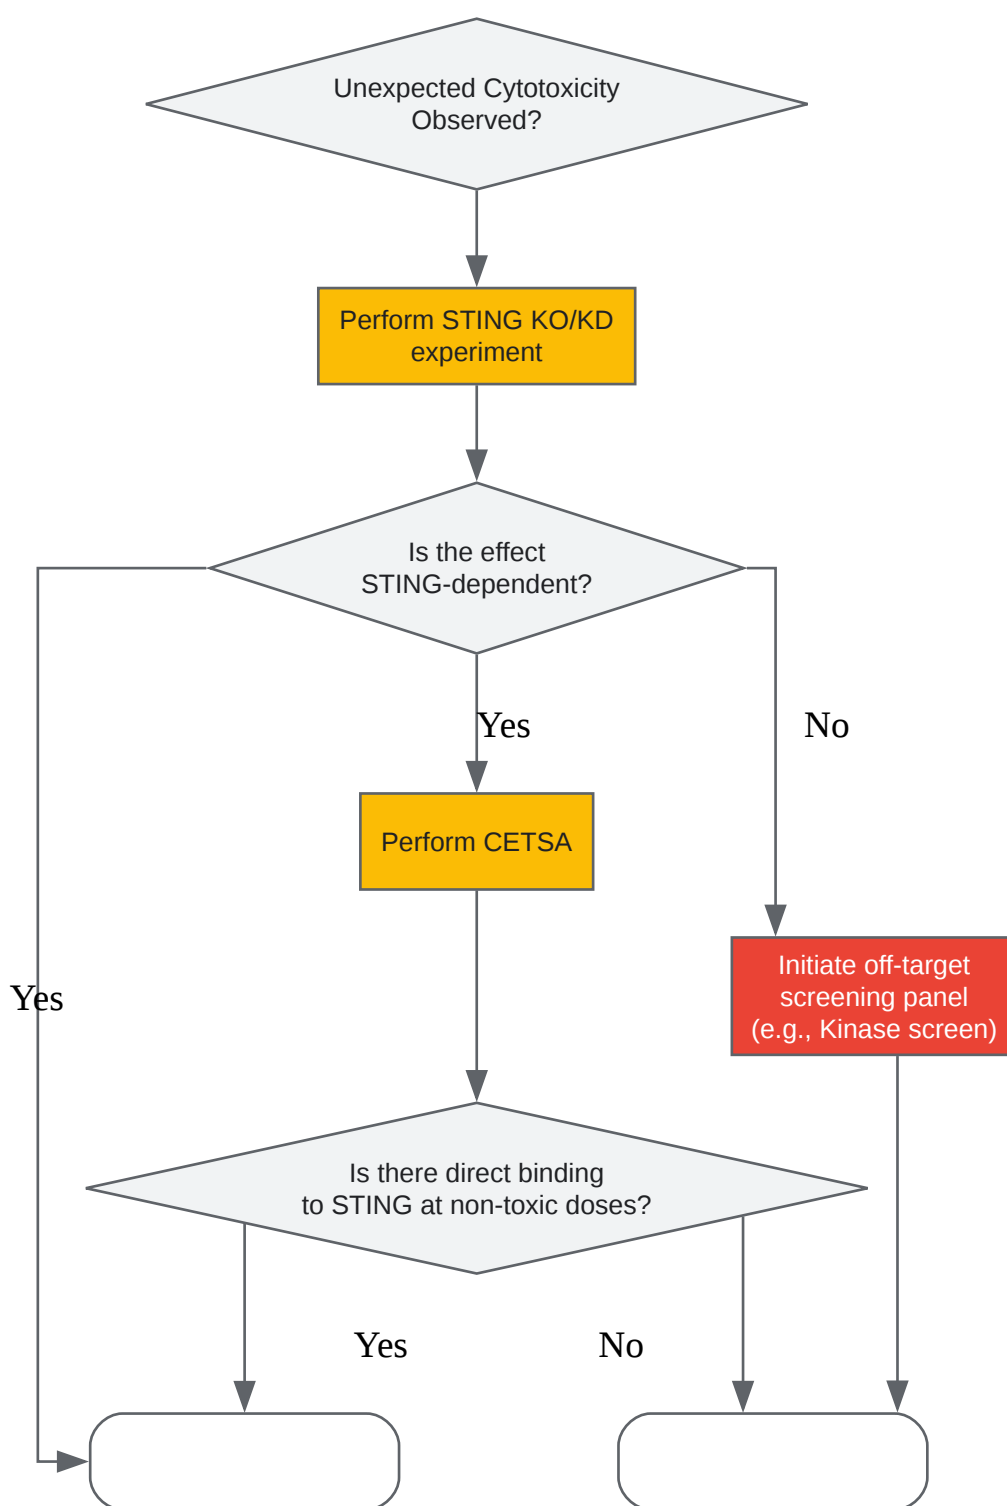 Unexpected Cytotoxicity
Observed?
Perform STING KO/KD
experiment
Is the effect
STING-dependent?
Yes
No
Perform CETSA
Initiate off-target
screening panel
(e.g., Kinase screen)
Yes
Is there direct binding
to STING at non-toxic doses?
Yes
No